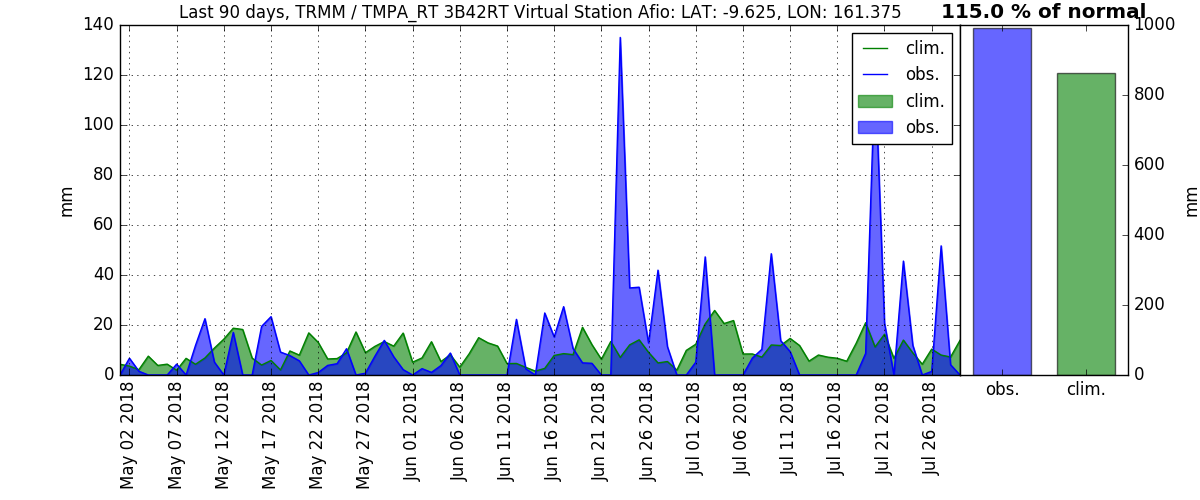 Last 90 days, TRMM / TMPA_RT 3B42RT Virtual Station Afio: LAT: -9.625, LON: 161.375
115.0 % of normal
140
120
100
80
60
40
20
0
mm
clim.
obs.
clim.
obs.
1000
800
600
400
200
0
mm
May 02 2018
May 07 2018
May 12 2018
May 17 2018
May 22 2018
May 27 2018
Jun 01 2018
Jun 06 2018
Jun 11 2018
Jun 16 2018
Jun 21 2018
Jun 26 2018
Jul 01 2018
Jul 06 2018
Jul 11 2018
Jul 16 2018
Jul 21 2018
Jul 26 2018
obs.
clim.